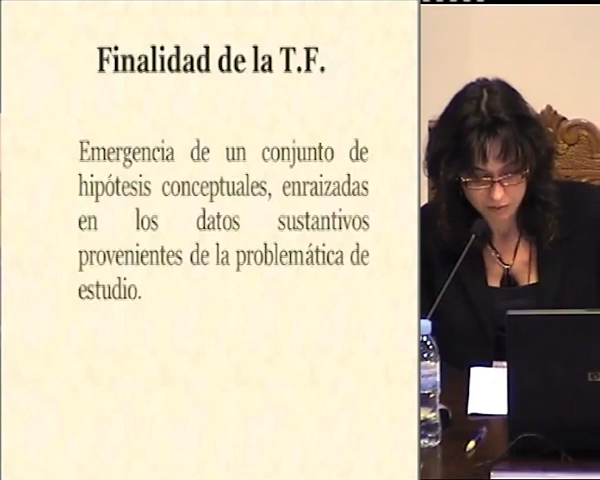 Finalidad de la T.F.
Emergencia de un conjunto de
hipótesis conceptuales, enraizadas
en los datos sustantivos
provenientes de la problemática de
estudio.